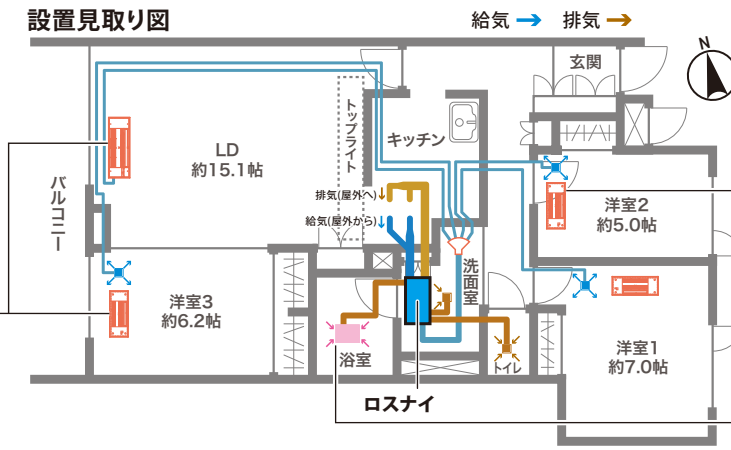 設置見取り図
給気
排気
N
玄関
トップライト
キッチン
LD
約15.1帖
バルコニー
排気(屋外へ)
給気(屋外から)
洋室2
約5.0帖
洗面室
洋室3
約6.2帖
浴室
トイレ
洋室1
約7.0帖
ロスナイ